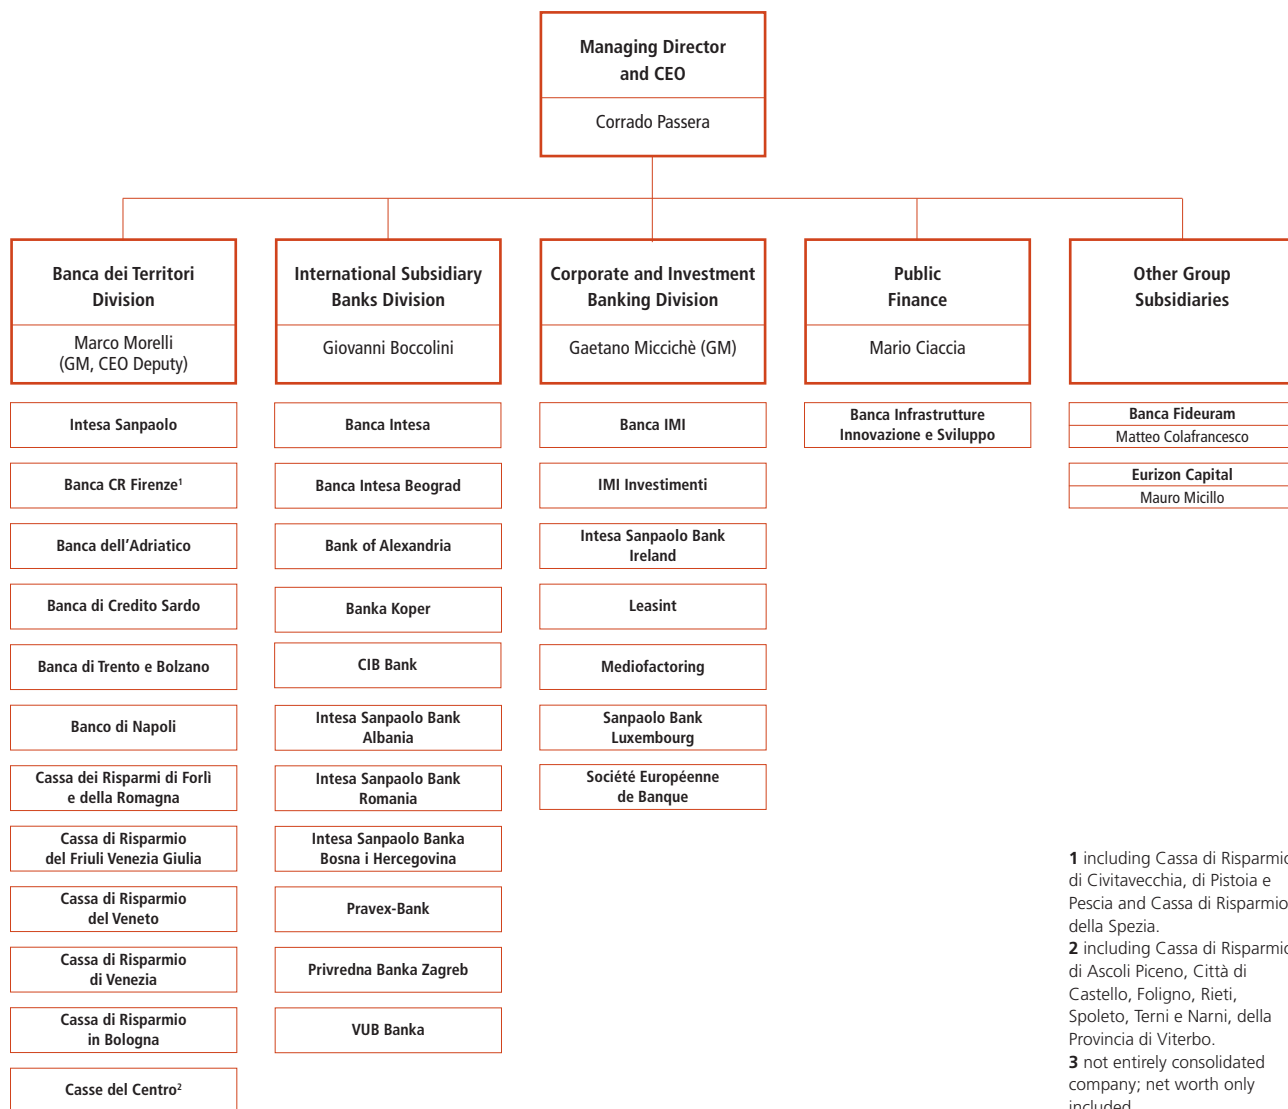 Managing Director
and CEO
Corrado Passera
Banca dei Territori
Division
Marco Morelli
(GM, CEO Deputy)
International Subsidiary
Banks Division
Giovanni Boccolini
Corporate and Investment
Banking Division
Gaetano Miccichè (GM)
Public
Finance
Mario Ciaccia
Other Group
Subsidiaries
Intesa Sanpaolo
Banca CR Firenze¹
Banca dell'Adriatico
Banca di Credito Sardo
Banca di Trento e Bolzano
Banco di Napoli
Cassa dei Risparmi di Forlì
e della Romagna
Cassa di Risparmio
del Friuli Venezia Giulia
Cassa di Risparmio
del Veneto
Cassa di Risparmio
di Venezia
Cassa di Risparmio
in Bologna
Casse del Centro²
Banca Intesa
Banca Intesa Beograd
Bank of Alexandria
Banka Koper
CIB Bank
Intesa Sanpaolo Bank
Albania
Intesa Sanpaolo Bank
Romania
Intesa Sanpaolo Banka
Bosna i Hercegovina
Pravex-Bank
Privredna Banka Zagreb
VUB Banka
Banca IMI
IMI Investimenti
Intesa Sanpaolo Bank
Ireland
Leasint
Mediofactoring
Sanpaolo Bank
Luxembourg
Société Européenne
de Banque
Banca Infrastrutture
Innovazione e Sviluppo
Banca Fideuram
Matteo Colafrancesco
Eurizon Capital
Mauro Micillo
1 including Cassa di Risparmio
di Civitavecchia, di Pistoia e
Pescia and Cassa di Risparmio
della Spezia.
2 including Cassa di Risparmio
di Ascoli Piceno, Città di
Castello, Foligno, Rieti,
Spoleto, Terni e Narni, della
Provincia di Viterbo.
3 not entirely consolidated
company; net worth only
included